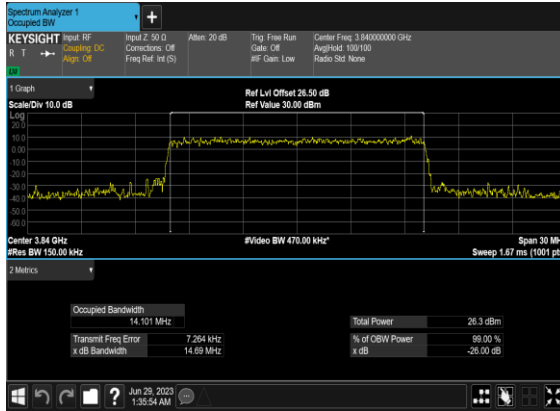 Spectrum Analyzer 1
Occupied BW
+
KEYSIGHT Input: RF Input Z: 50 Ω Atten: 20 dB Trig: Free Run Center Freq: 3.840000000 GHz
R T Coupling: DC Corrections: Off Gate: Off Avg|Hold: 100/100
Align: Off Freq Ref: Int (S) #IF Gain: Low Radio Std: None
LV
1 Graph
Ref Lvl Offset 26.50 dB
Scale/Div 10.0 dB Ref Value 30.00 dBm
Log
20.0
10.0
0.00
-10.0
-20.0
-30.0
-40.0
-50.0
-60.0
Center 3.84 GHz #Video BW 470.00 kHz* Span 30 MH
#Res BW 150.00 kHz Sweep 1.67 ms (1001 pt
2 Metrics
Occupied Bandwidth
14.101 MHz Total Power 26.3 dBm
Transmit Freq Error 7.264 kHz % of OBW Power 99.00 %
x dB Bandwidth 14.69 MHz x dB -26.00 dB
? Jun 29, 2023
1:35:54 AM